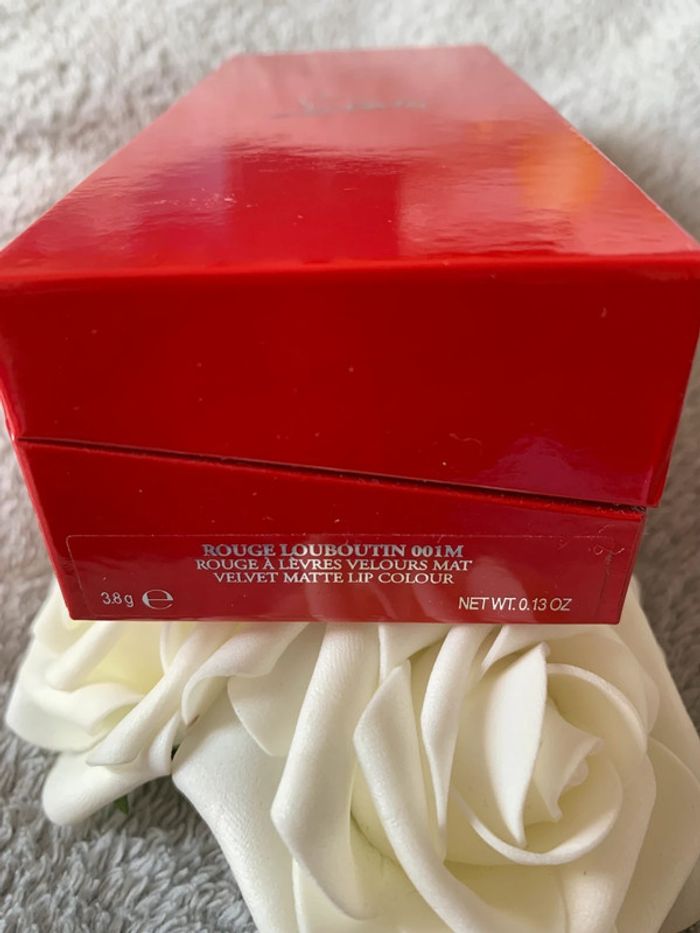 ROUGE LOUBOUTIN 001M
ROUGE À LÈVRES VELOURS MAT
VELVET MATTE LIP COLOUR
3.8 g ℮
NET WT. 0.13 OZ